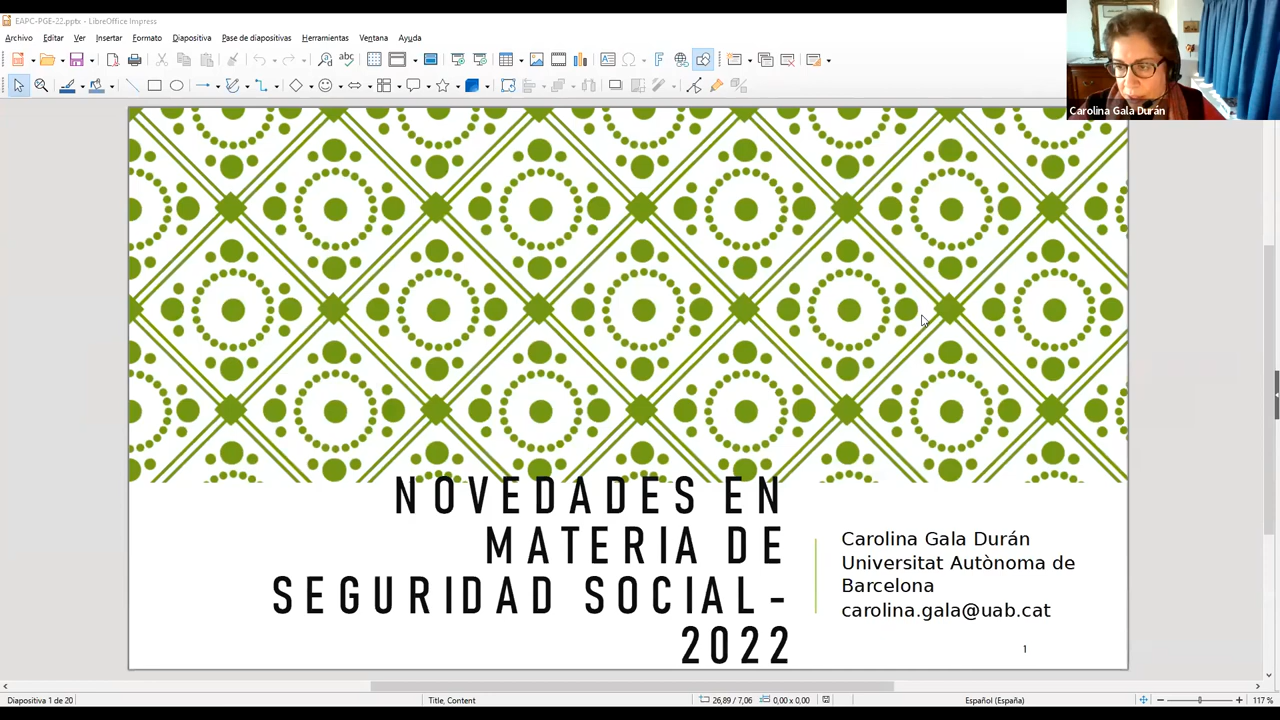 EAPC-PGE-22.pptx - LibreOffice Impress
Archivo Editar Ver Insertar Formato Diapositiva Pase de diapositivas Herramientas Ventana Ayuda
abc
Carolina Gala Durán
NOVEDADES EN
MATERIA DE
SEGURIDAD SOCIAL-
2022
Carolina Gala Durán
Universitat Autònoma de
Barcelona
carolina.gala@uab.cat
1
Diapositiva 1 de 20 Title, Content 26,89 / 7,06 0,00 x 0,00 Español (España) 117 %